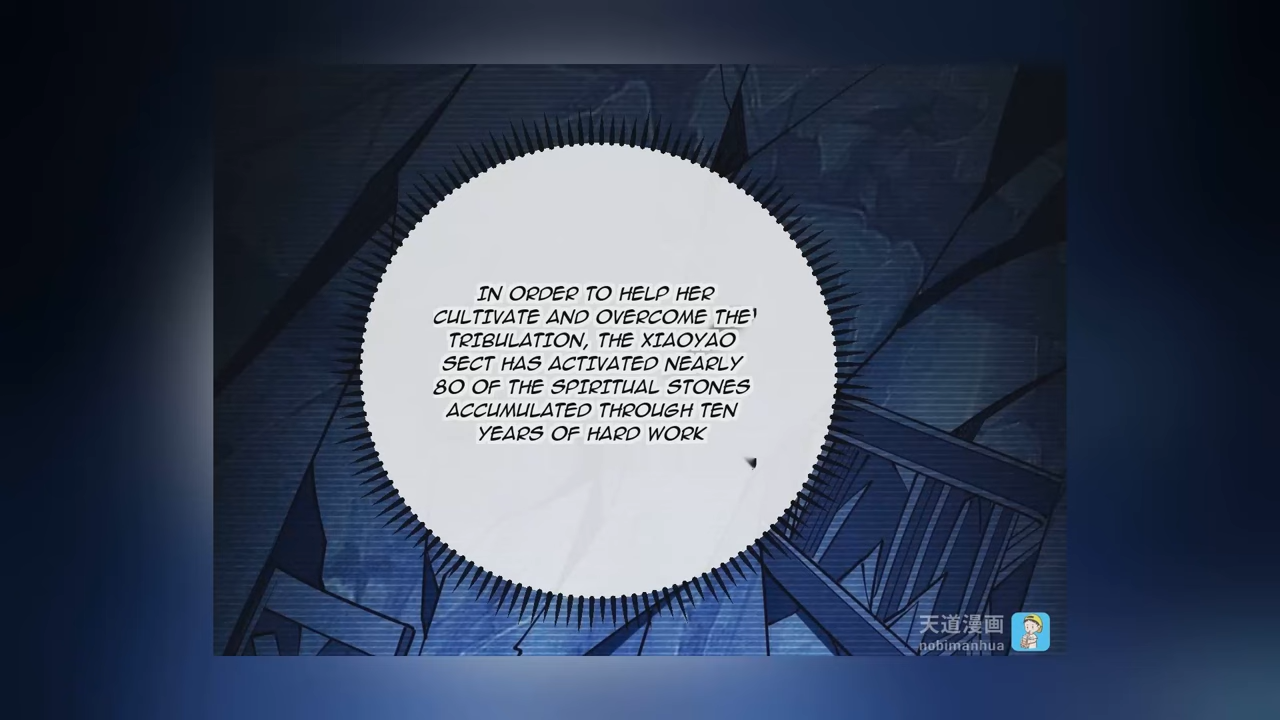 IN ORDER TO HELP HER
CULTIVATE AND OVERCOME THE
TRIBULATION, THE XIAOYAO
SECT HAS ACTIVATED NEARLY
80 OF THE SPIRITUAL STONES
ACCUMULATED THROUGH TEN
YEARS OF HARD WORK
天道漫画
nobimanhua